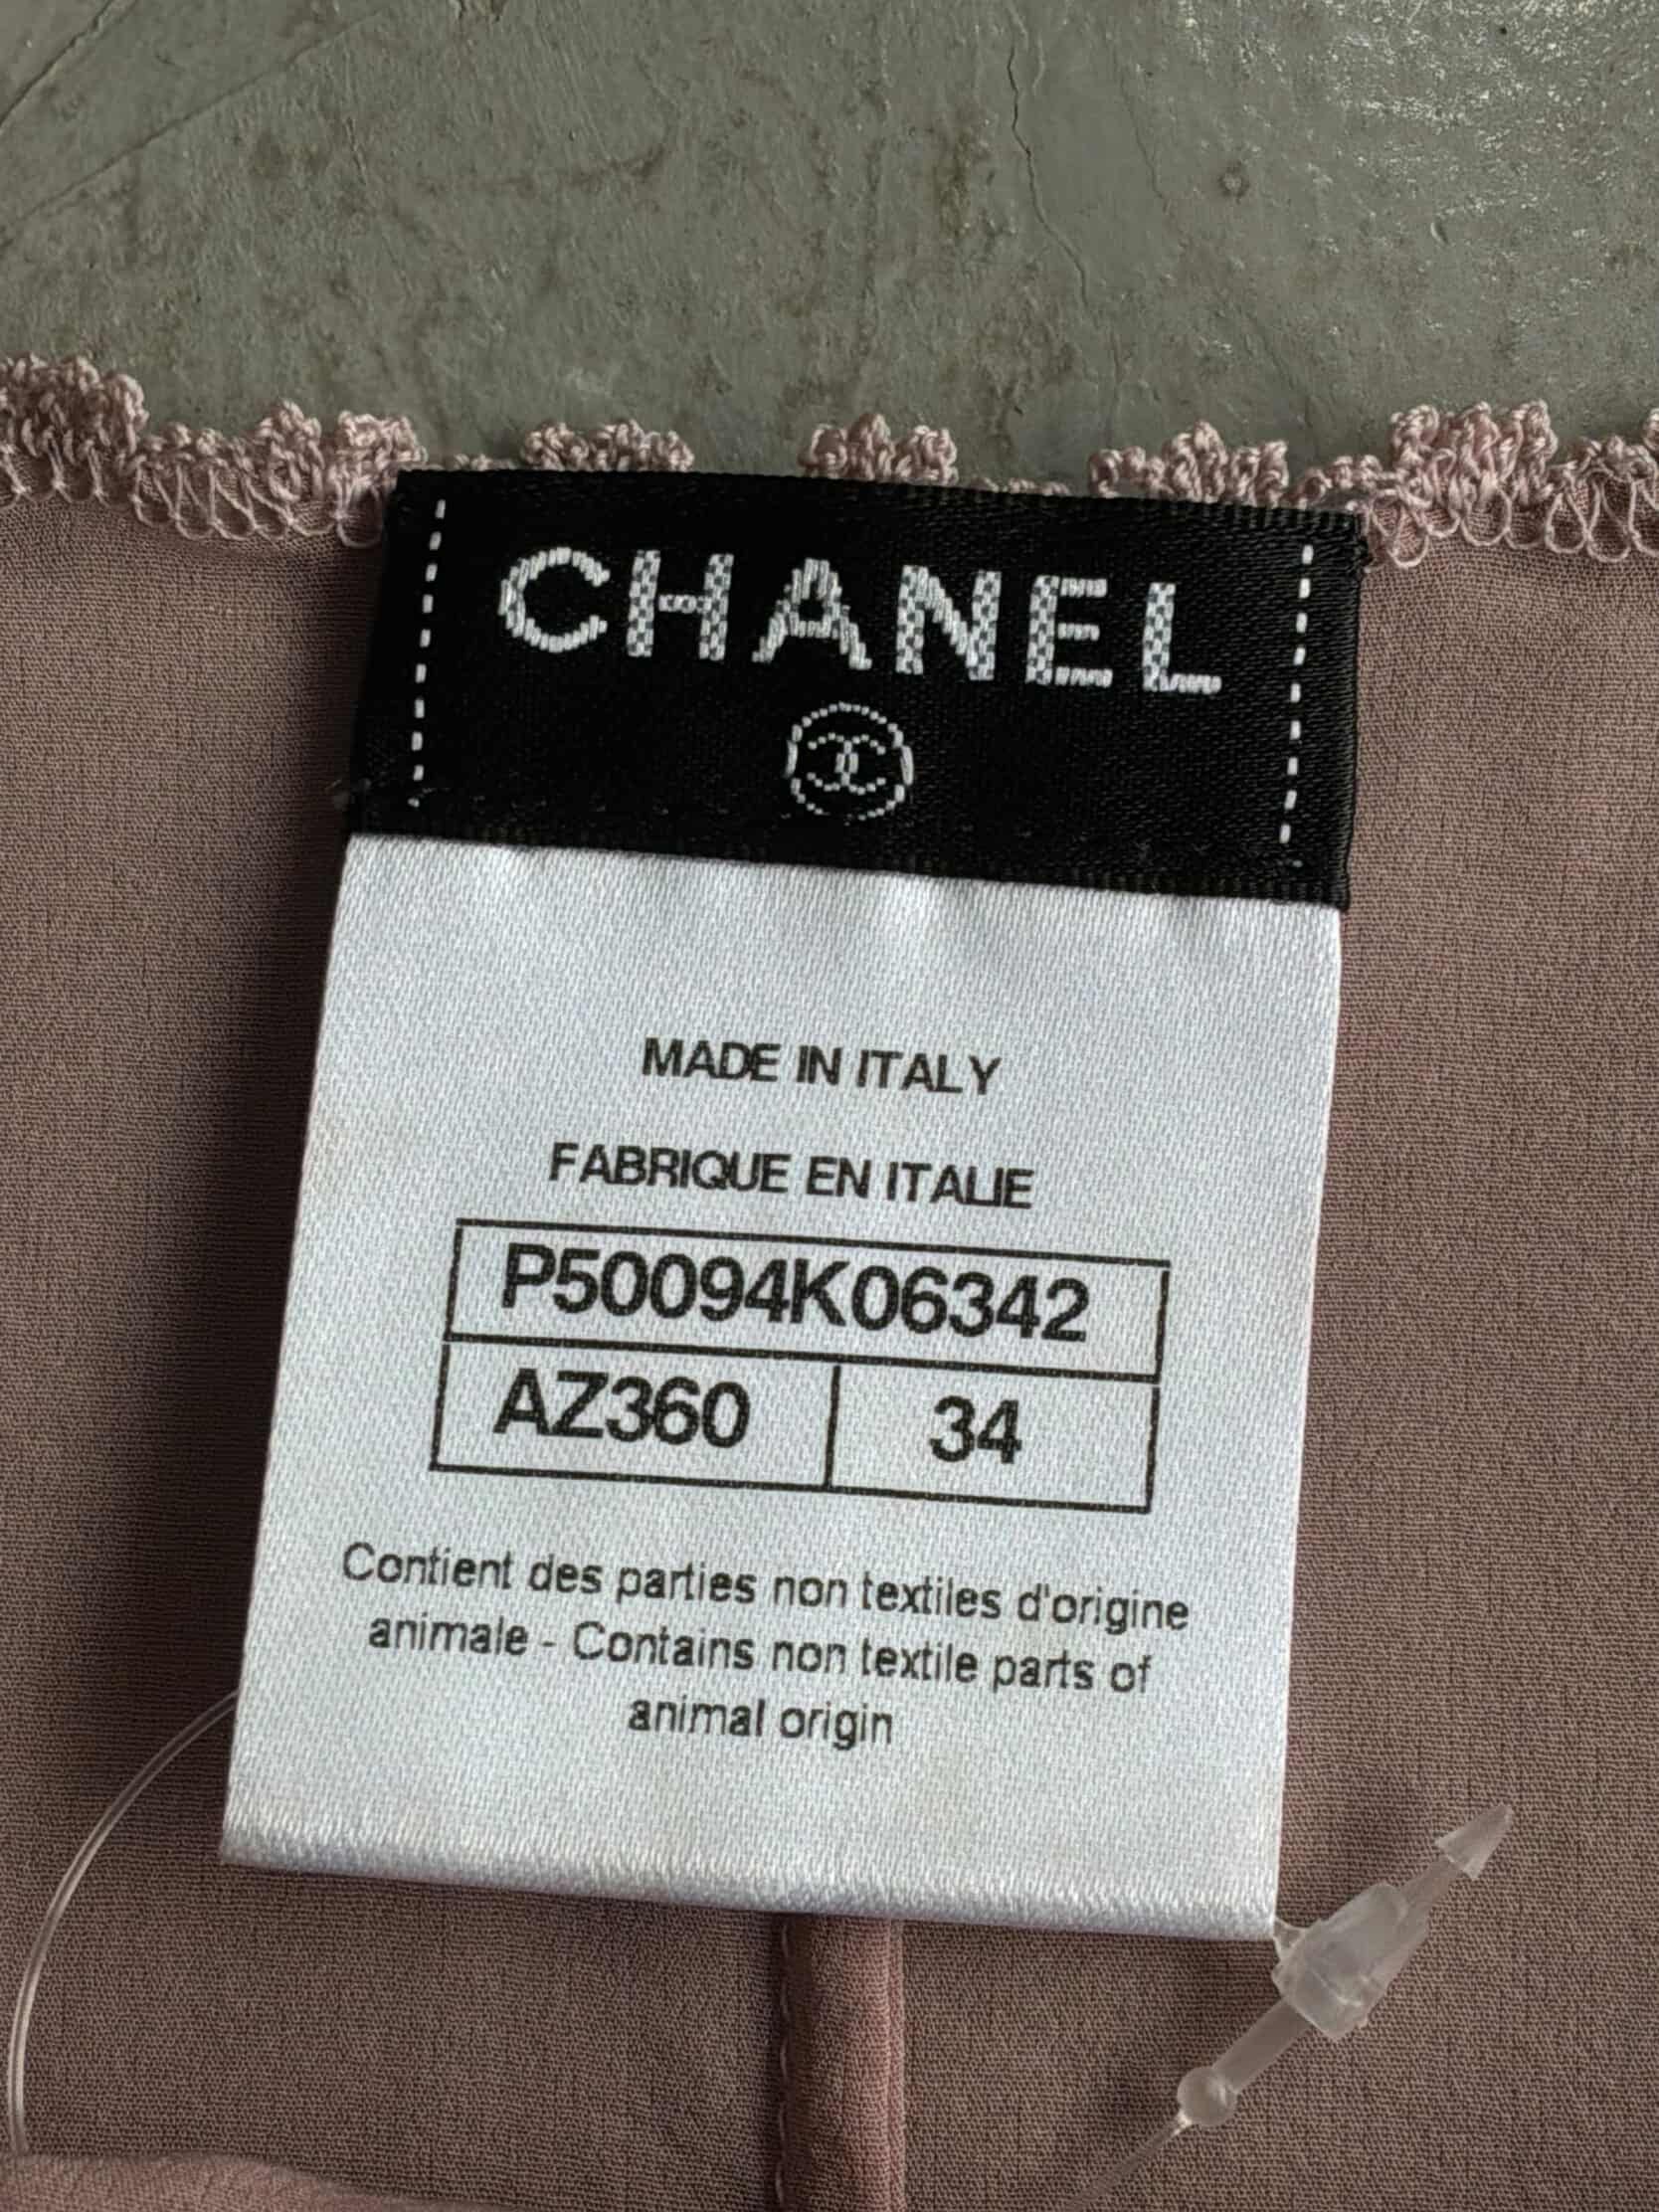 CHANEL
MADE IN ITALY
FABRIQUE EN ITALIE
P50094K06342
AZ360 34
Contient des parties non textiles d'origine
animale - Contains non textile parts of
animal origin